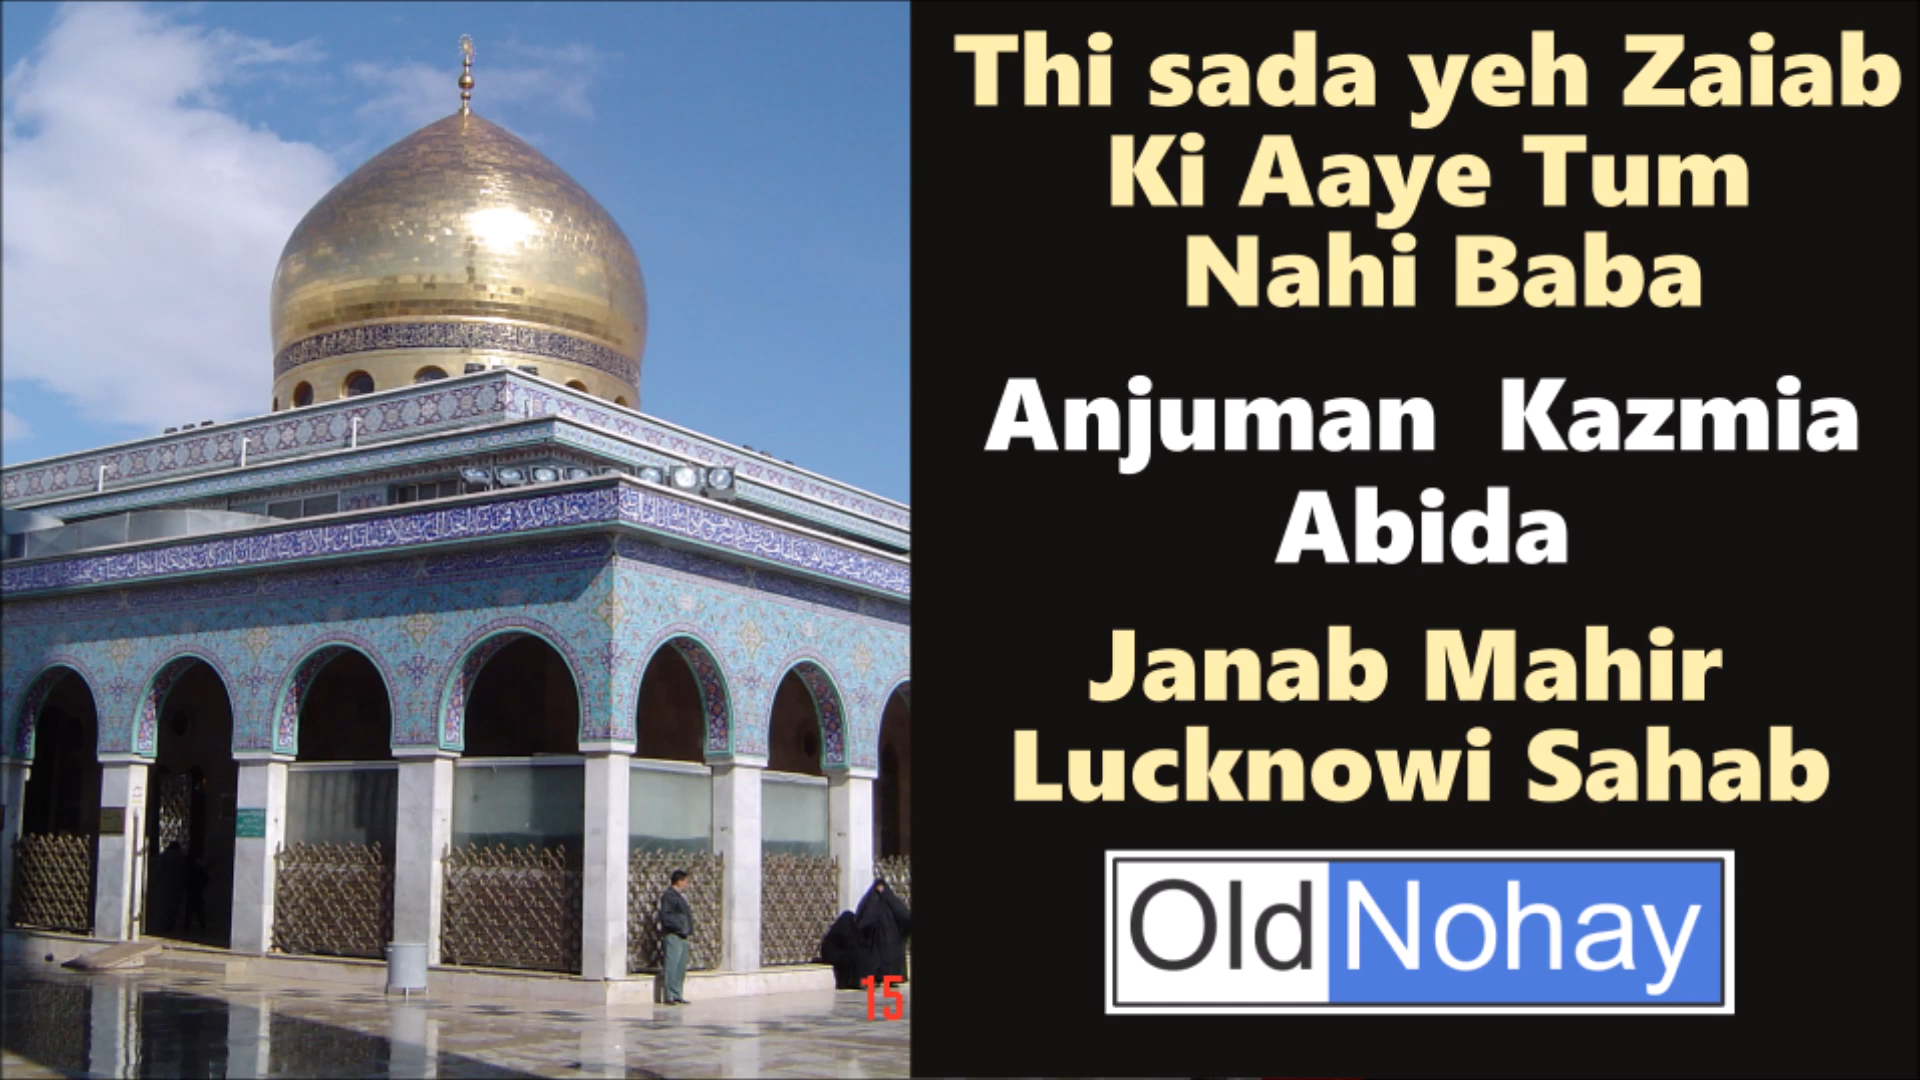 Thi sada yeh Zaiab
Ki Aaye Tum
Nahi Baba
Anjuman Kazmia
Abida
Janab Mahir
Lucknowi Sahab
OldNohay
15